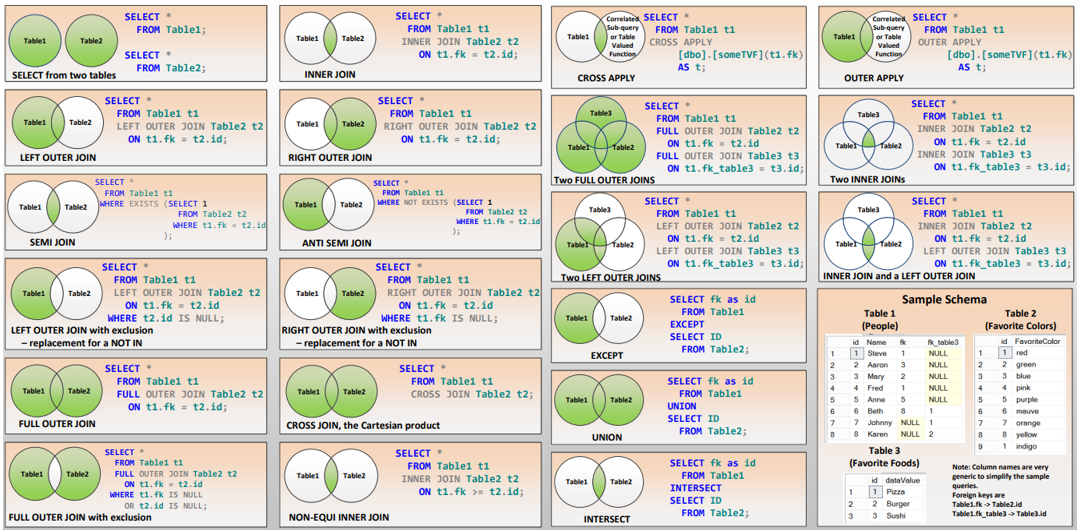 Table1
Table2
SELECT *
FROM Table1;
SELECT *
FROM Table2;
SELECT from two tables
Table1
Table2
SELECT *
FROM Table1 t1
INNER JOIN Table2 t2
ON t1.fk = t2.id;
INNER JOIN
Table1
Correlated
Sub-query
or Table
Valued
Function
SELECT *
FROM Table1 t1
CROSS APPLY
[dbo].[someTVF](t1.fk)
AS t;
CROSS APPLY
Table1
Correlated
Sub-query
or Table
Valued
Function
SELECT *
FROM Table1 t1
OUTER APPLY
[dbo].[someTVF](t1.fk)
AS t;
OUTER APPLY
Table1
Table2
SELECT *
FROM Table1 t1
LEFT OUTER JOIN Table2 t2
ON t1.fk = t2.id;
LEFT OUTER JOIN
Table1
Table2
SELECT *
FROM Table1 t1
RIGHT OUTER JOIN Table2 t2
ON t1.fk = t2.id;
RIGHT OUTER JOIN
Table3
Table1
Table2
SELECT *
FROM Table1 t1
FULL OUTER JOIN Table2 t2
ON t1.fk = t2.id
FULL OUTER JOIN Table3 t3
ON t1.fk_table3 = t3.id;
Two FULL OUTER JOINS
Table3
Table1
Table2
SELECT *
FROM Table1 t1
INNER JOIN Table2 t2
ON t1.fk = t2.id
INNER JOIN Table3 t3
ON t1.fk_table3 = t3.id;
Two INNER JOINs
Table1
Table2
SELECT *
FROM Table1 t1
WHERE EXISTS (SELECT 1
FROM Table2 t2
WHERE t1.fk = t2.id
);
SEMI JOIN
Table1
Table2
SELECT *
FROM Table1 t1
WHERE NOT EXISTS (SELECT 1
FROM Table2 t2
WHERE t1.fk = t2.id
);
ANTI SEMI JOIN
Table3
Table1
Table2
SELECT *
FROM Table1 t1
LEFT OUTER JOIN Table2 t2
ON t1.fk = t2.id
LEFT OUTER JOIN Table3 t3
ON t1.fk_table3 = t3.id;
Two LEFT OUTER JOINS
Table3
Table1
Table2
SELECT *
FROM Table1 t1
INNER JOIN Table2 t2
ON t1.fk = t2.id
LEFT OUTER JOIN Table3 t3
ON t1.fk_table3 = t3.id;
INNER JOIN and a LEFT OUTER JOIN
Table1
Table2
SELECT *
FROM Table1 t1
LEFT OUTER JOIN Table2 t2
ON t1.fk = t2.id
WHERE t2.id IS NULL;
LEFT OUTER JOIN with exclusion
– replacement for a NOT IN
Table1
Table2
SELECT *
FROM Table1 t1
RIGHT OUTER JOIN Table2 t2
ON t1.fk = t2.id
WHERE t1.fk IS NULL;
RIGHT OUTER JOIN with exclusion
– replacement for a NOT IN
Table1
Table2
SELECT fk as id
FROM Table1
EXCEPT
SELECT ID
FROM Table2;
EXCEPT
Table1
Table2
SELECT *
FROM Table1 t1
FULL OUTER JOIN Table2 t2
ON t1.fk = t2.id;
FULL OUTER JOIN
Table1
Table2
SELECT *
FROM Table1 t1
CROSS JOIN Table2 t2;
CROSS JOIN, the Cartesian product
Table1
Table2
SELECT fk as id
FROM Table1
UNION
SELECT ID
FROM Table2;
UNION
Table1
Table2
SELECT *
FROM Table1 t1
FULL OUTER JOIN Table2 t2
ON t1.fk = t2.id
WHERE t1.fk IS NULL
OR t2.id IS NULL;
FULL OUTER JOIN with exclusion
Table1
Table2
SELECT *
FROM Table1 t1
INNER JOIN Table2 t2
ON t1.fk >= t2.id;
NON-EQUI INNER JOIN
Table1
Table2
SELECT fk as id
FROM Table1
INTERSECT
SELECT ID
FROM Table2;
INTERSECT
Sample Schema
Table 1
(People)
id Name fk fk_table3
1 1 Steve 1 NULL
2 2 Aaron 3 NULL
3 3 Mary 2 NULL
4 4 Fred 1 NULL
5 5 Anne 5 NULL
6 6 Beth 8 1
7 7 Johnny NULL 1
8 8 Karen NULL 2
Table 2
(Favorite Colors)
id FavoriteColor
1 1 red
2 2 green
3 3 blue
4 4 pink
5 5 purple
6 6 mauve
7 7 orange
8 8 yellow
9 1 indigo
Table 3
(Favorite Foods)
id dataValue
1 1 Pizza
2 2 Burger
3 3 Sushi
Note: Column names are very
generic to simplify the sample
queries.
Foreign keys are
Table1.fk -> Table2.id
Table1.fk_table3 -> Table3.id